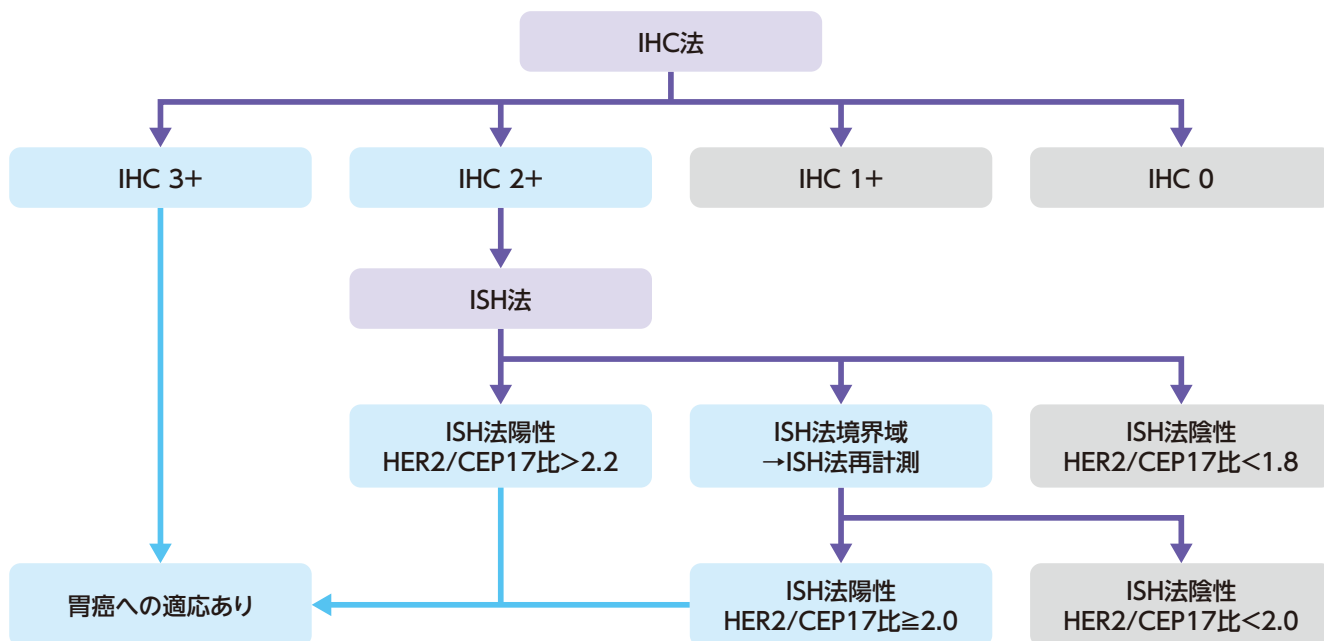 IHC法
IHC 3+
IHC 2+
IHC 1+
IHC 0
ISH法
ISH法陽性
HER2/CEP17比>2.2
ISH法境界域
→ISH法再計測
ISH法陰性
HER2/CEP17比<1.8
胃癌への適応あり
ISH法陽性
HER2/CEP17比≧2.0
ISH法陰性
HER2/CEP17比<2.0